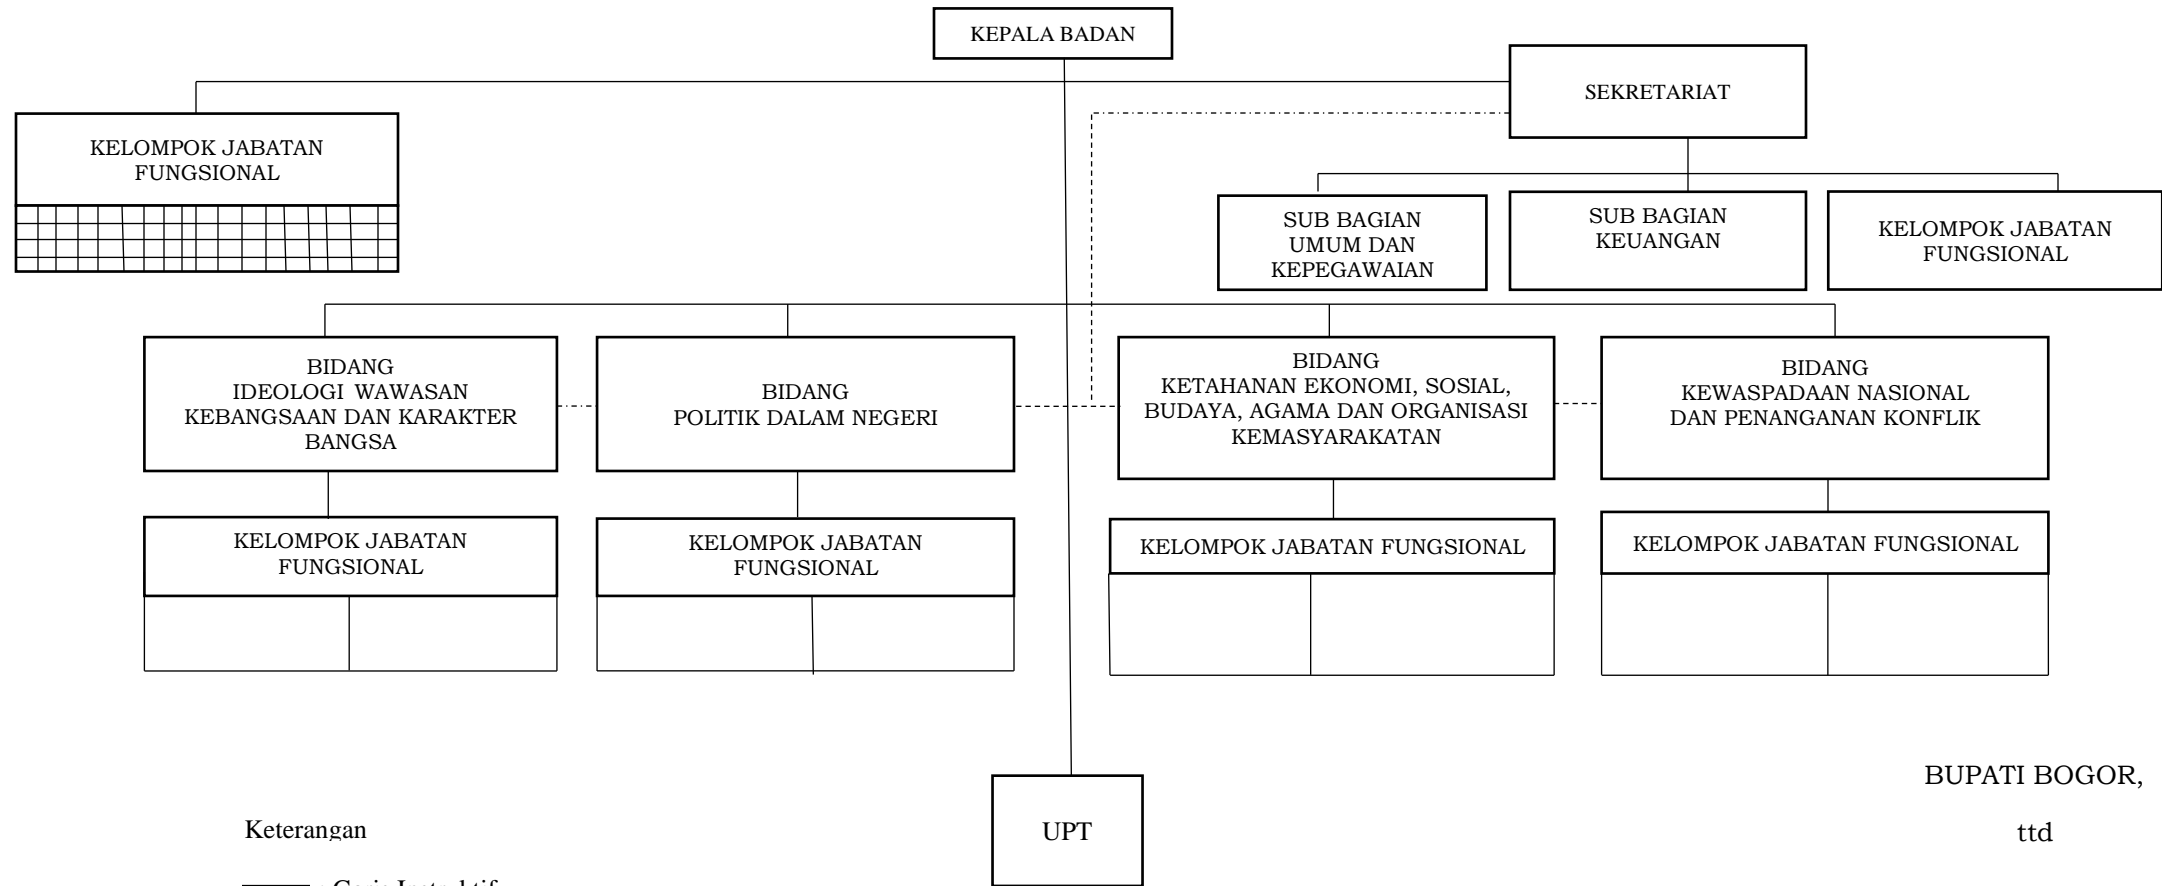 KEPALA BADAN
SEKRETARIAT
KELOMPOK JABATAN
FUNGSIONAL
SUB BAGIAN
UMUM DAN
KEPEGAWAIAN
SUB BAGIAN
KEUANGAN
KELOMPOK JABATAN
FUNGSIONAL
BIDANG
IDEOLOGI WAWASAN
KEBANGSAAN DAN KARAKTER
BANGSA
BIDANG
POLITIK DALAM NEGERI
BIDANG
KETAHANAN EKONOMI, SOSIAL,
BUDAYA, AGAMA DAN ORGANISASI
KEMASYARAKATAN
BIDANG
KEWASPADAAN NASIONAL
DAN PENANGANAN KONFLIK
KELOMPOK JABATAN
FUNGSIONAL
KELOMPOK JABATAN
FUNGSIONAL
KELOMPOK JABATAN FUNGSIONAL
KELOMPOK JABATAN FUNGSIONAL
BUPATI BOGOR,
Keterangan
UPT
ttd
: Garis